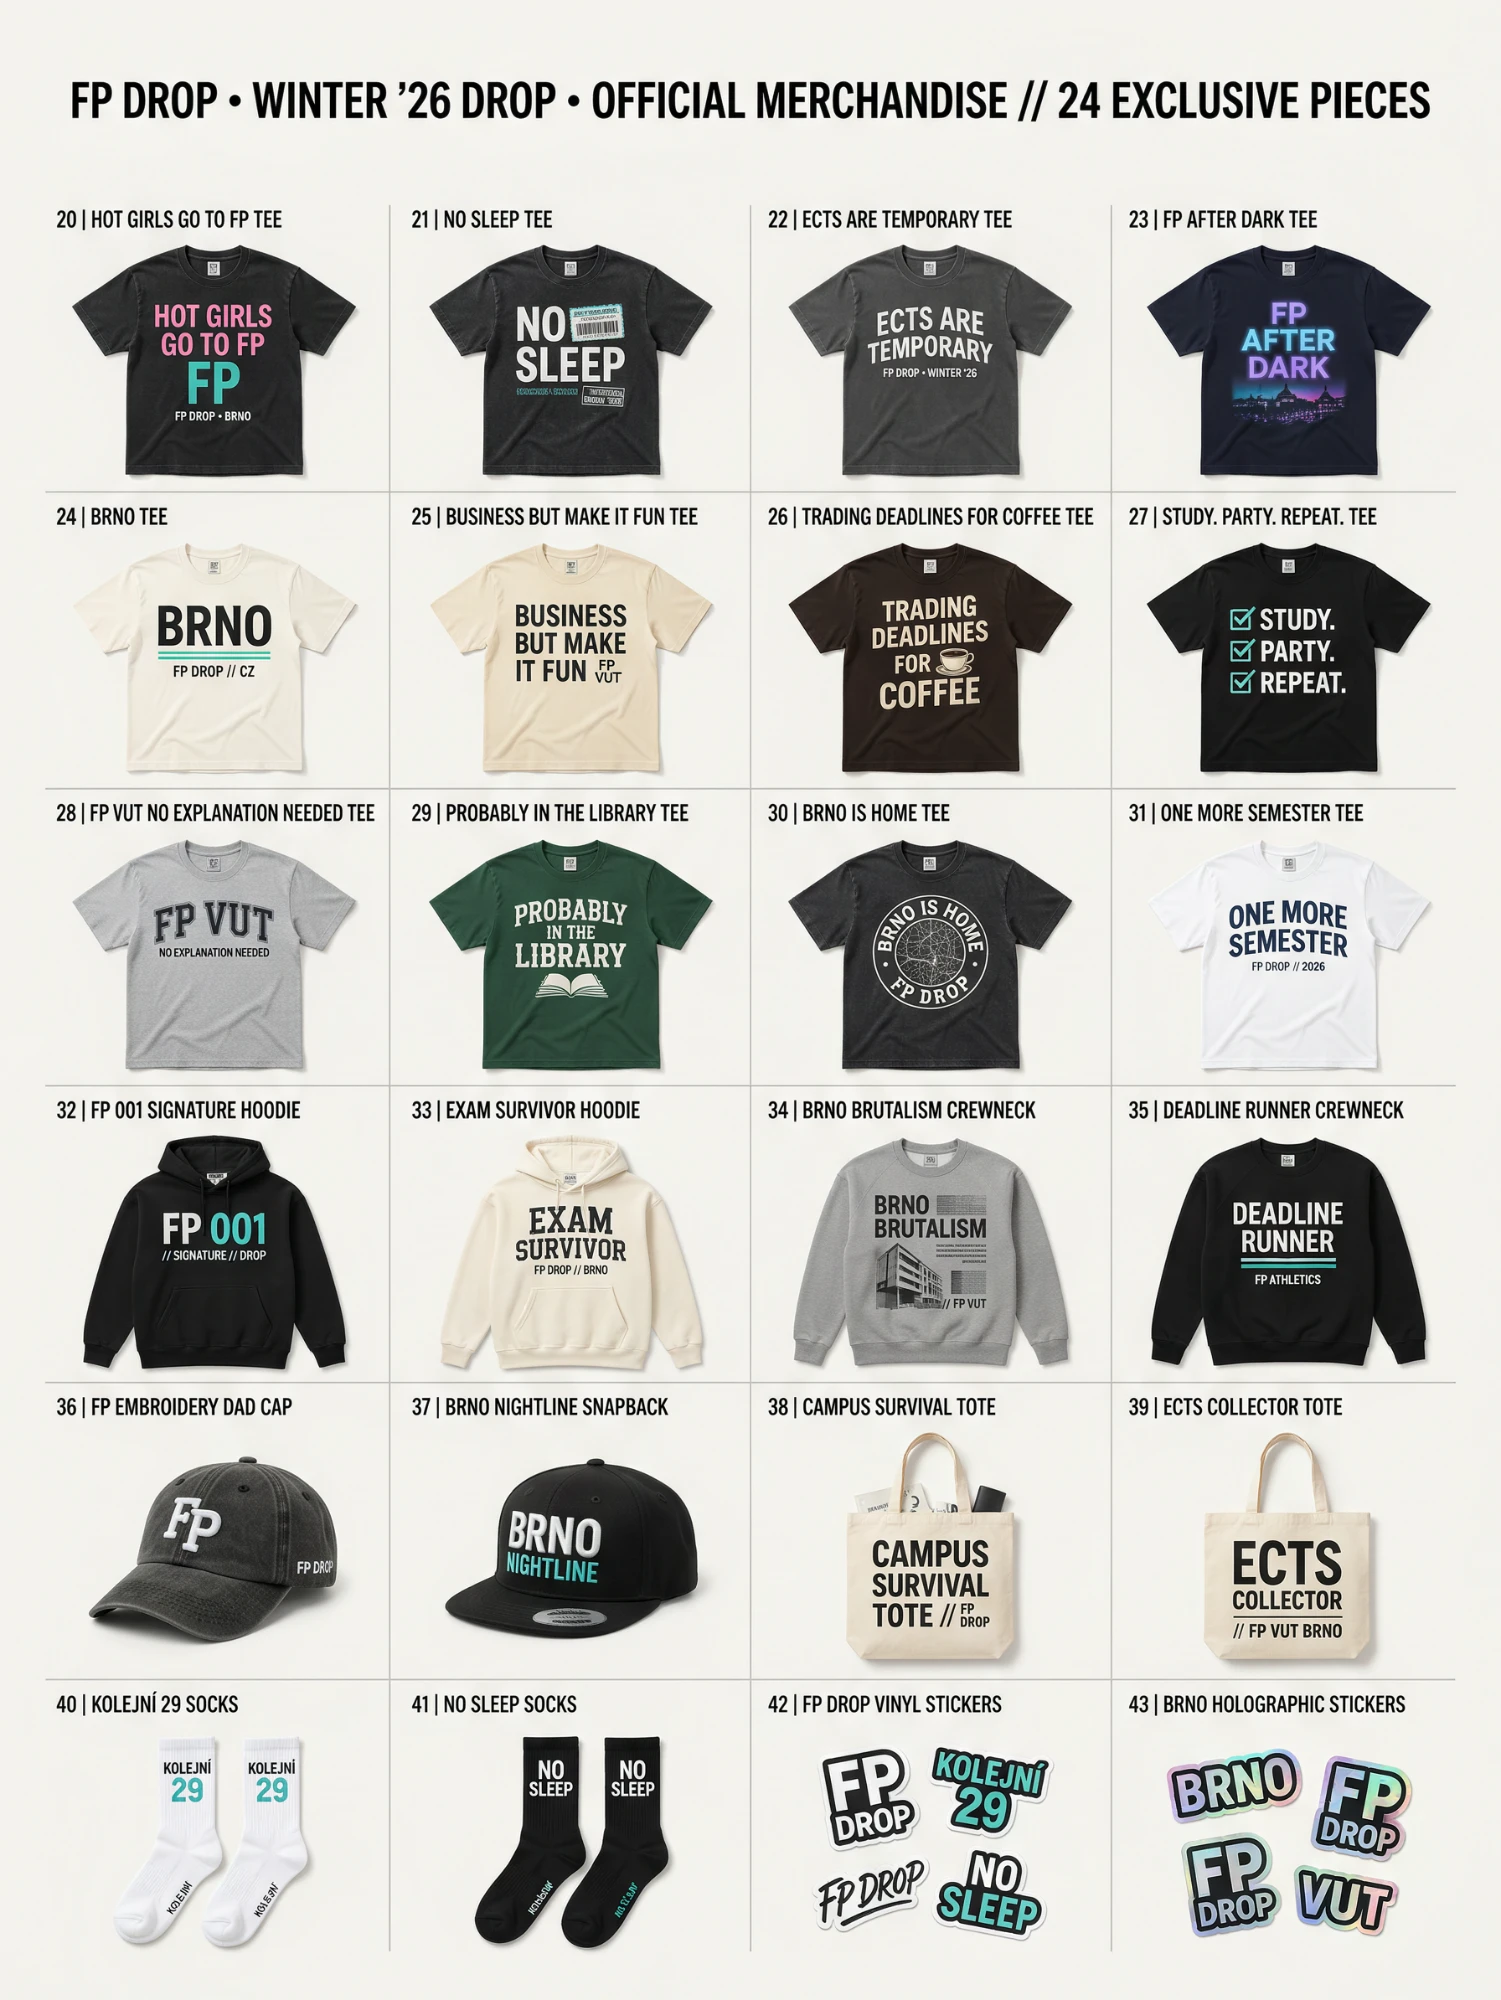 FP DROP • WINTER ’26 DROP • OFFICIAL MERCHANDISE // 24 EXCLUSIVE PIECES
20 | HOT GIRLS GO TO FP TEE
HOT GIRLS
GO TO FP
FP
FP DROP • BRNO
21 | NO SLEEP TEE
NO
SLEEP
22 | ECTS ARE TEMPORARY TEE
ECTS ARE
TEMPORARY
FP DROP • WINTER ’26
23 | FP AFTER DARK TEE
FP
AFTER
DARK
24 | BRNO TEE
BRNO
FP DROP // CZ
25 | BUSINESS BUT MAKE IT FUN TEE
BUSINESS
BUT MAKE
IT FUN FP
VUT
26 | TRADING DEADLINES FOR COFFEE TEE
TRADING
DEADLINES
FOR
COFFEE
27 | STUDY. PARTY. REPEAT. TEE
STUDY.
PARTY.
REPEAT.
28 | FP VUT NO EXPLANATION NEEDED TEE
FP VUT
NO EXPLANATION NEEDED
29 | PROBABLY IN THE LIBRARY TEE
PROBABLY
IN THE
LIBRARY
30 | BRNO IS HOME TEE
BRNO IS HOME
• FP DROP •
31 | ONE MORE SEMESTER TEE
ONE MORE
SEMESTER
FP DROP // 2026
32 | FP 001 SIGNATURE HOODIE
FP 001
// SIGNATURE // DROP
33 | EXAM SURVIVOR HOODIE
EXAM
SURVIVOR
FP DROP // BRNO
34 | BRNO BRUTALISM CREWNECK
BRNO
BRUTALISM
// FP VUT
35 | DEADLINE RUNNER CREWNECK
DEADLINE
RUNNER
FP ATHLETICS
36 | FP EMBROIDERY DAD CAP
FP
FP DROP
37 | BRNO NIGHTLINE SNAPBACK
BRNO
NIGHTLINE
38 | CAMPUS SURVIVAL TOTE
CAMPUS
SURVIVAL
TOTE // FP
DROP
39 | ECTS COLLECTOR TOTE
ECTS
COLLECTOR
// FP VUT BRNO
40 | KOLEJNÍ 29 SOCKS
KOLEJNÍ
29
KOLEJNÍ
29
41 | NO SLEEP SOCKS
NO
SLEEP
NO
SLEEP
42 | FP DROP VINYL STICKERS
FP
DROP
KOLEJNÍ
29
FP DROP
NO
SLEEP
43 | BRNO HOLOGRAPHIC STICKERS
BRNO
FP
DROP
FP
DROP
VUT